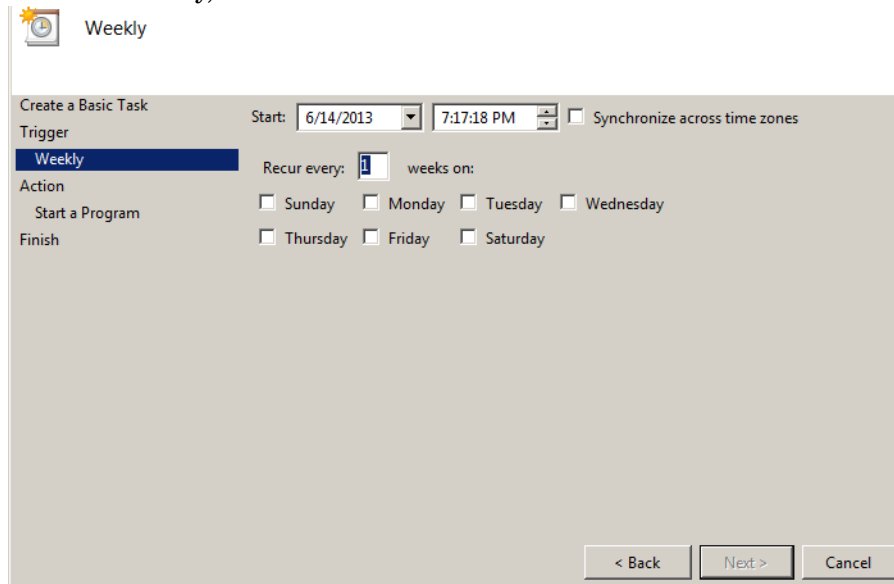 Weekly
Create a Basic Task
Trigger
Weekly
Action
Start a Program
Finish
Start: 6/14/2013 7:17:18 PM Synchronize across time zones
Recur every: 1 weeks on:
Sunday Monday Tuesday Wednesday
Thursday Friday Saturday
< Back Next > Cancel